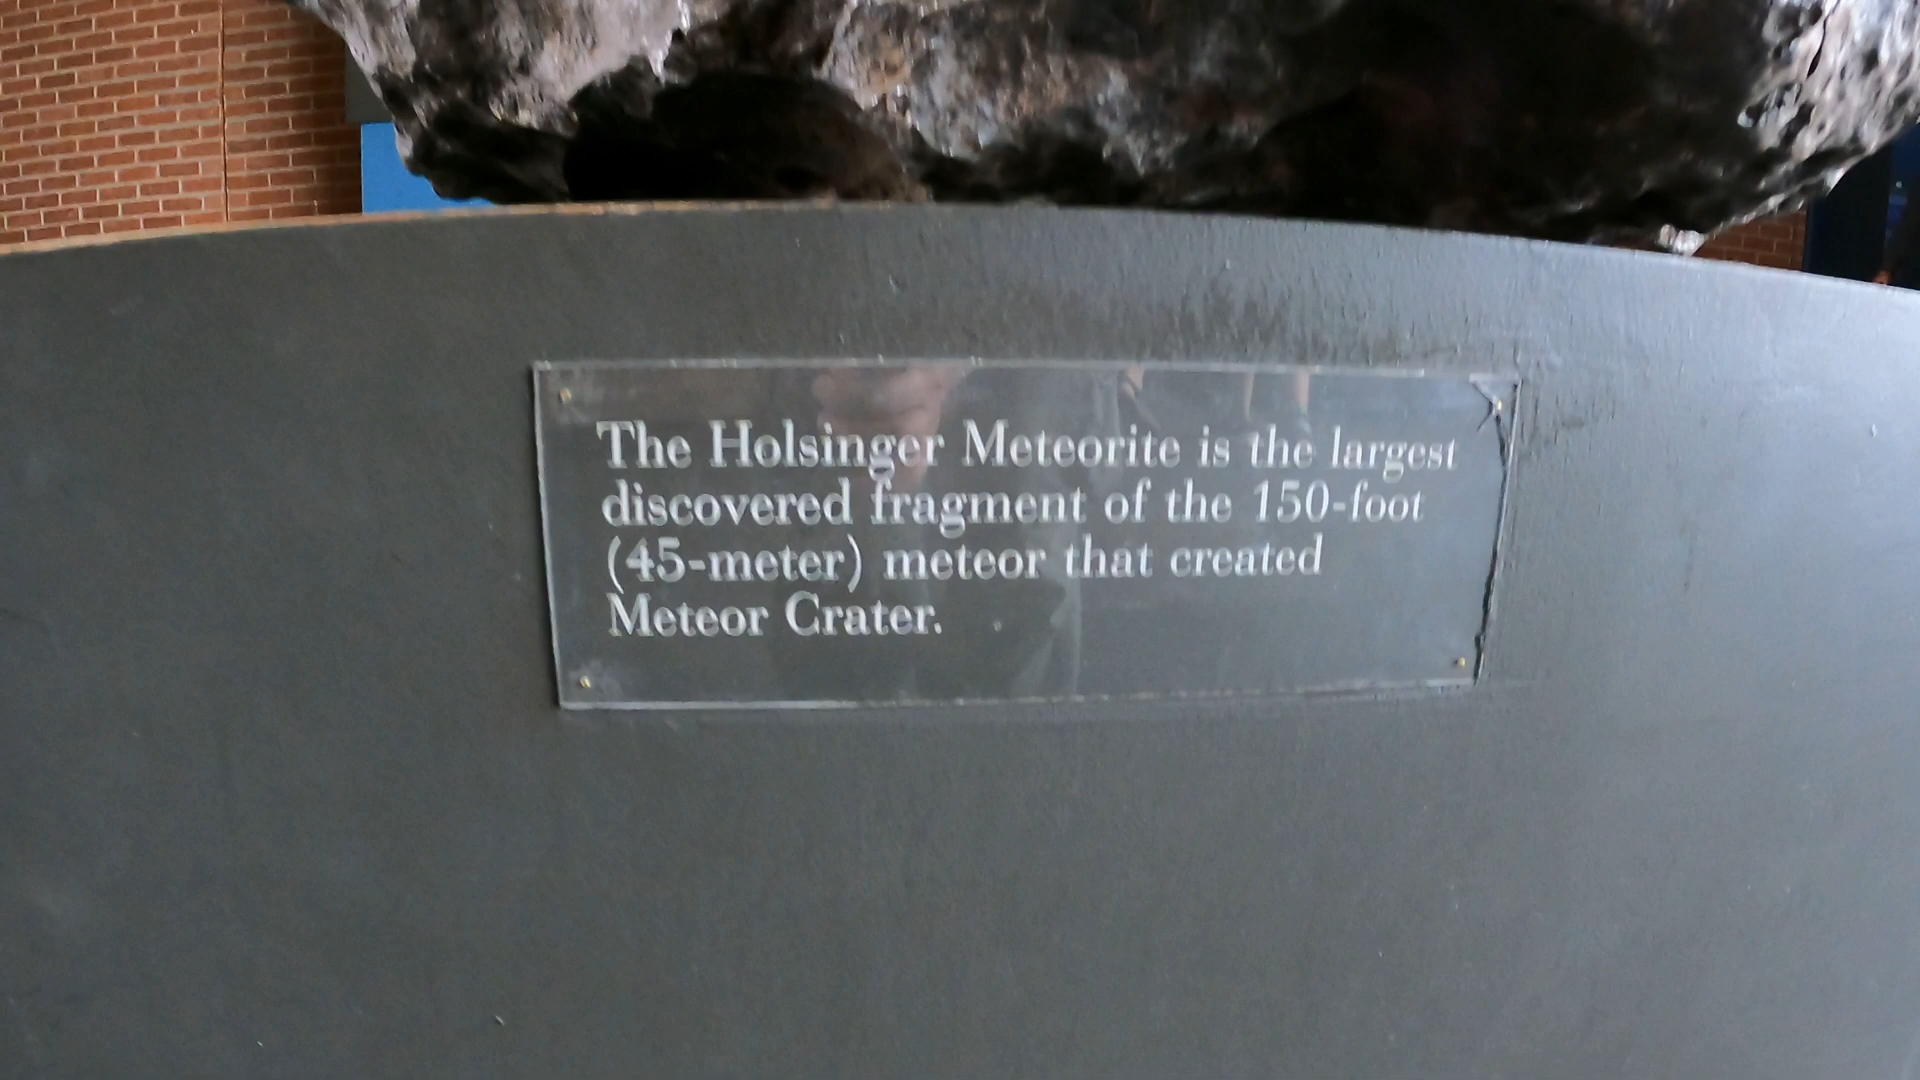 The Holsinger Meteorite is the largest
discovered fragment of the 150-foot
(45-meter) meteor that created
Meteor Crater.